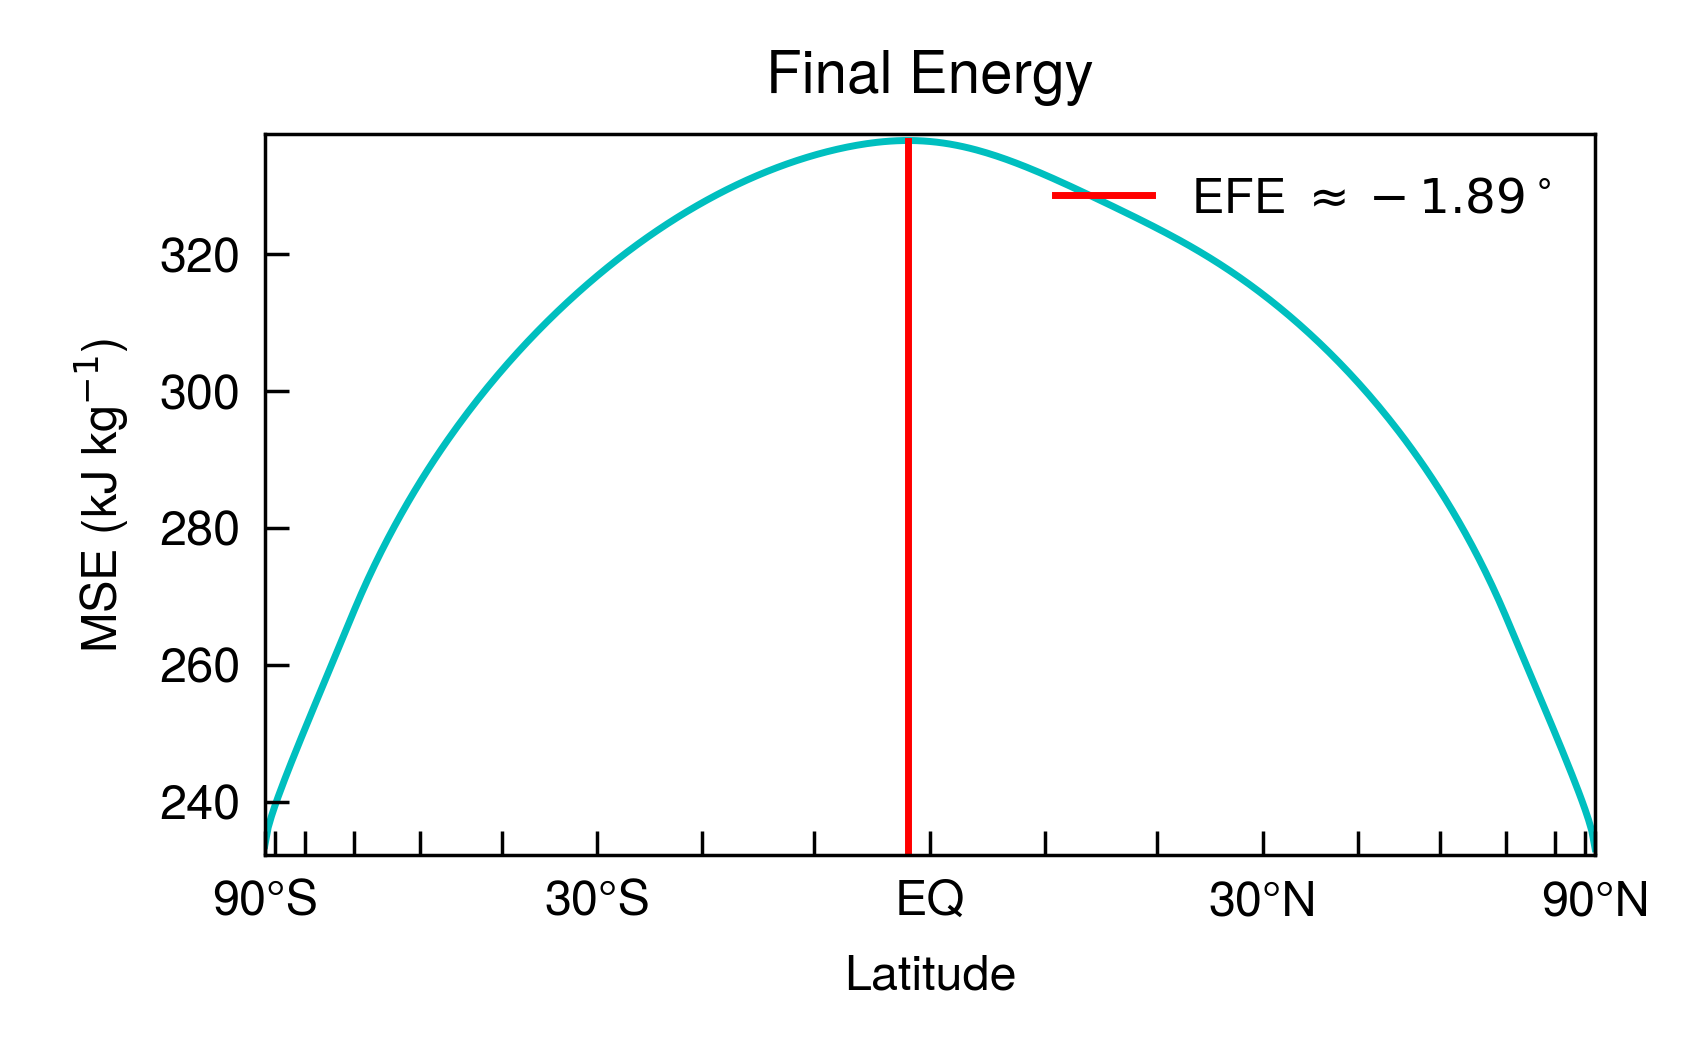 Final Energy
EFE ≈ −1.89°
MSE (kJ kg⁻¹)
320
300
280
260
240
90°S 30°S EQ 30°N 90°N
Latitude